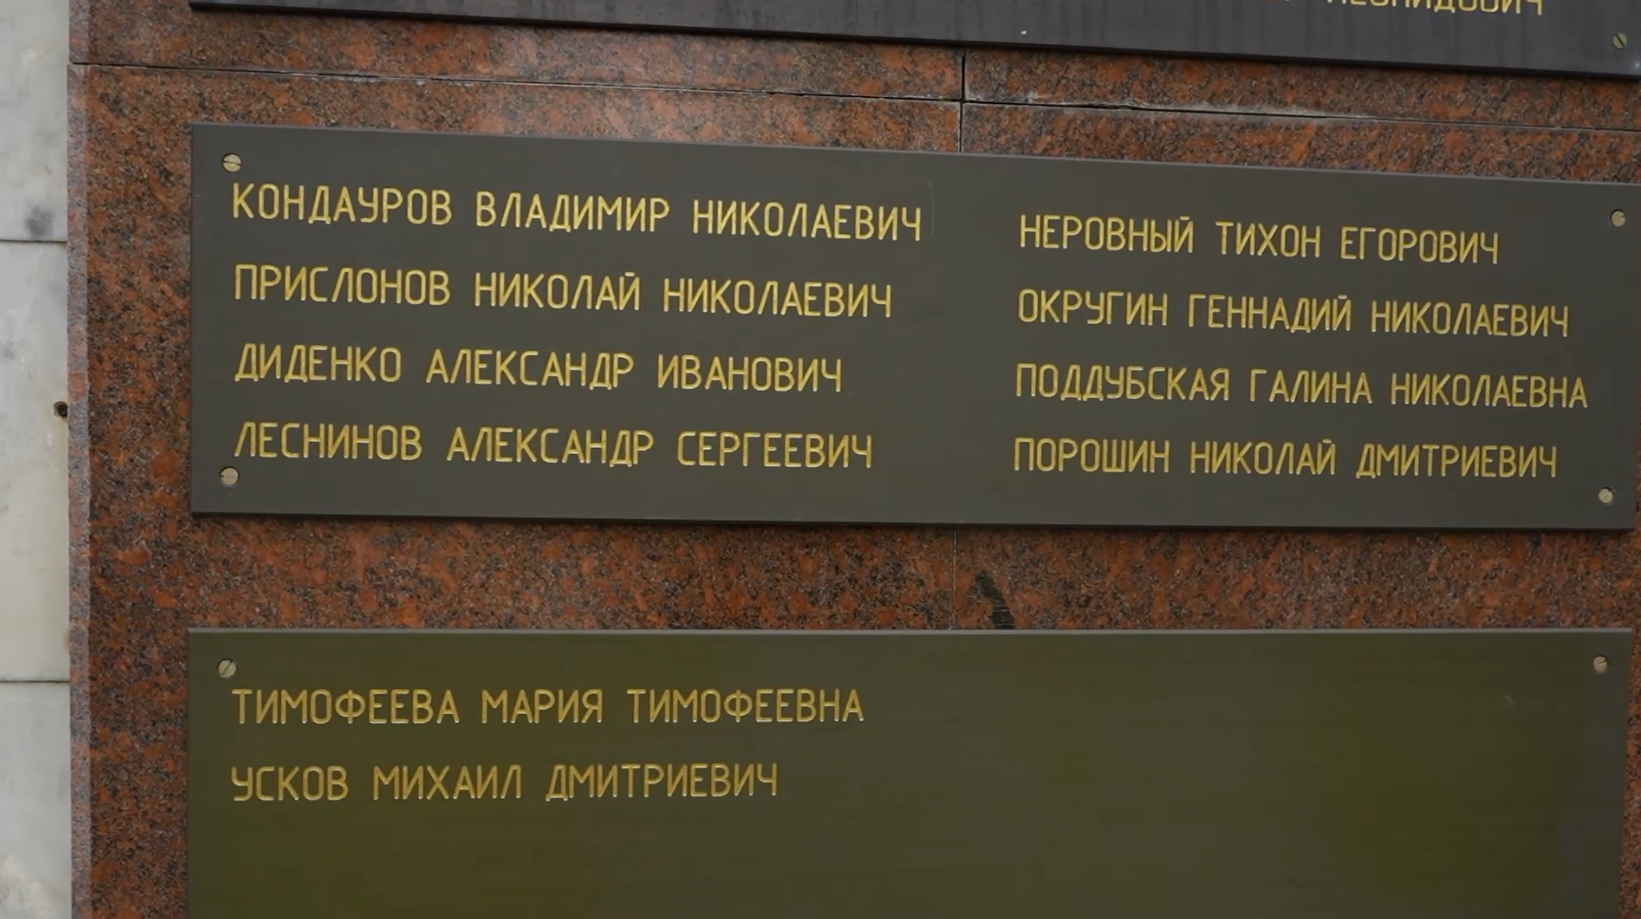 КОНДАУРОВ ВЛАДИМИР НИКОЛАЕВИЧ
ПРИСЛОНОВ НИКОЛАЙ НИКОЛАЕВИЧ
ДИДЕНКО АЛЕКСАНДР ИВАНОВИЧ
ЛЕСНИНОВ АЛЕКСАНДР СЕРГЕЕВИЧ
НЕРОВНЫЙ ТИХОН ЕГОРОВИЧ
ОКРУГИН ГЕННАДИЙ НИКОЛАЕВИЧ
ПОДДУБСКАЯ ГАЛИНА НИКОЛАЕВНА
ПОРОШИН НИКОЛАЙ ДМИТРИЕВИЧ
ТИМОФЕЕВА МАРИЯ ТИМОФЕЕВНА
УСКОВ МИХАИЛ ДМИТРИЕВИЧ